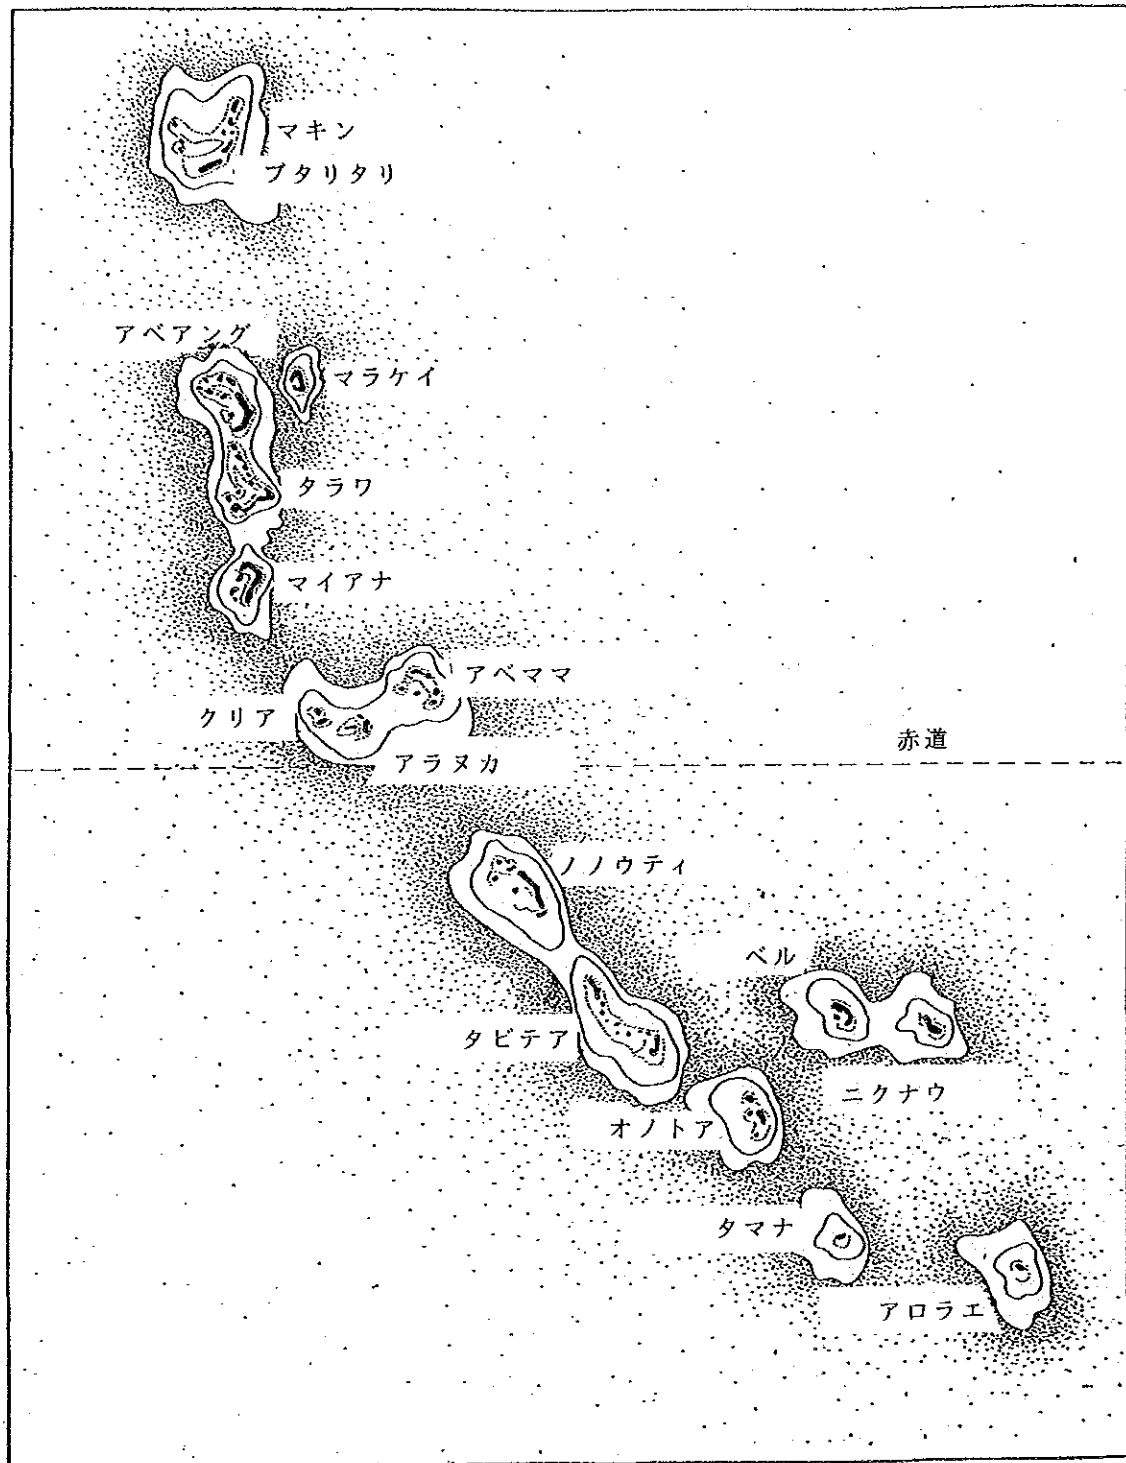 マキン
ブタリタリ
アベアング
マラケイ
タラワ
マイアナ
アベママ
クリア
アラヌカ
赤道
ノノウティ
ベル
タビテア
ニクナウ
オノトア
タマナ
アロラエ